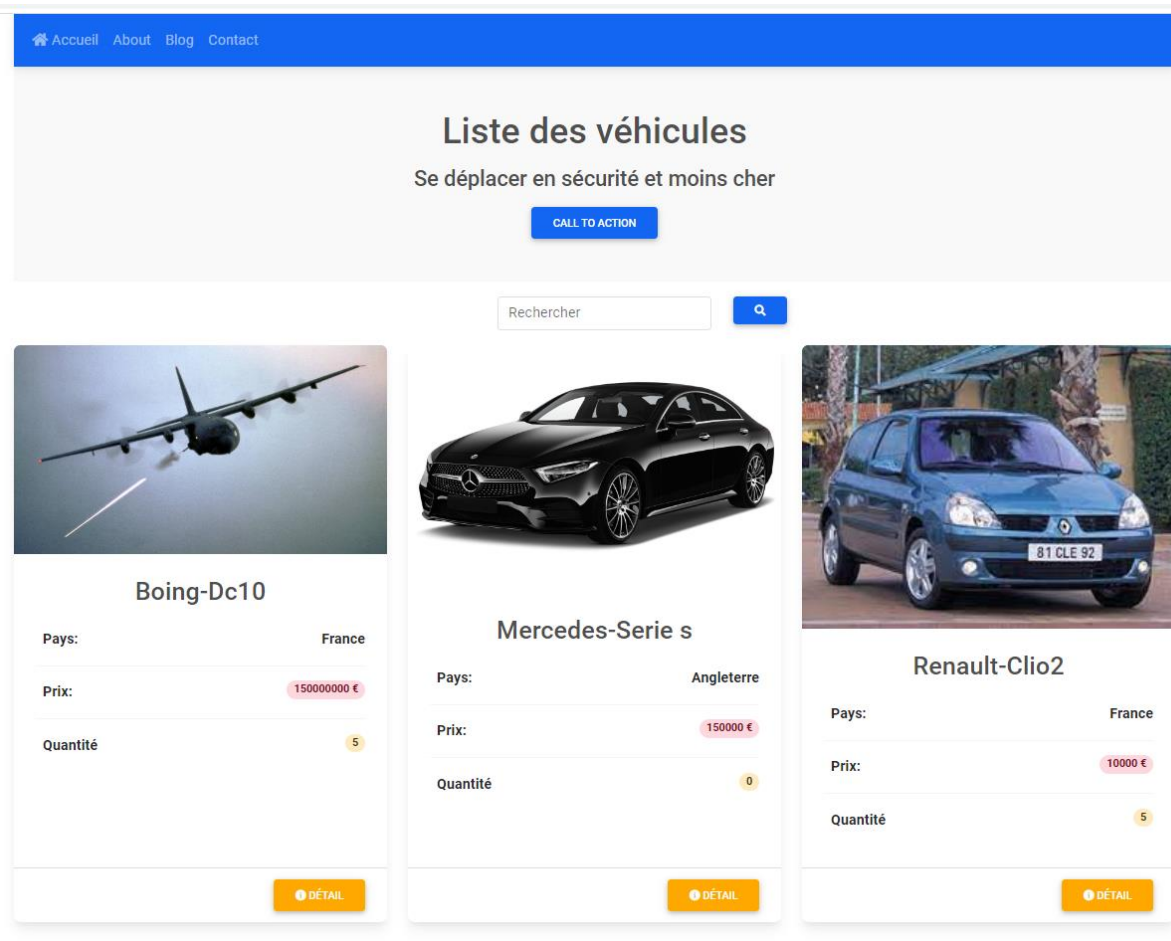 Accueil About Blog Contact
Liste des véhicules
Se déplacer en sécurité et moins cher
CALL TO ACTION
Rechercher
Boing-Dc10
Pays: France
Prix: 150000000 €
Quantité 5
DÉTAIL
Mercedes-Serie s
Pays: Angleterre
Prix: 150000 €
Quantité 0
DÉTAIL
81 CLE 92
Renault-Clio2
Pays: France
Prix: 10000 €
Quantité 5
DÉTAIL